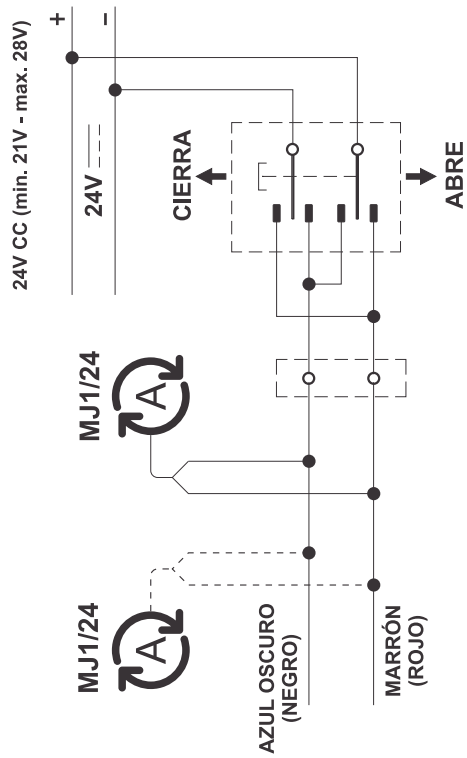 24V CC (min. 21V - max. 28V)
+
−
24V
CIERRA
ABRE
MJ1/24
A
MJ1/24
A
AZUL OSCURO
(NEGRO)
MARRÓN
(ROJO)